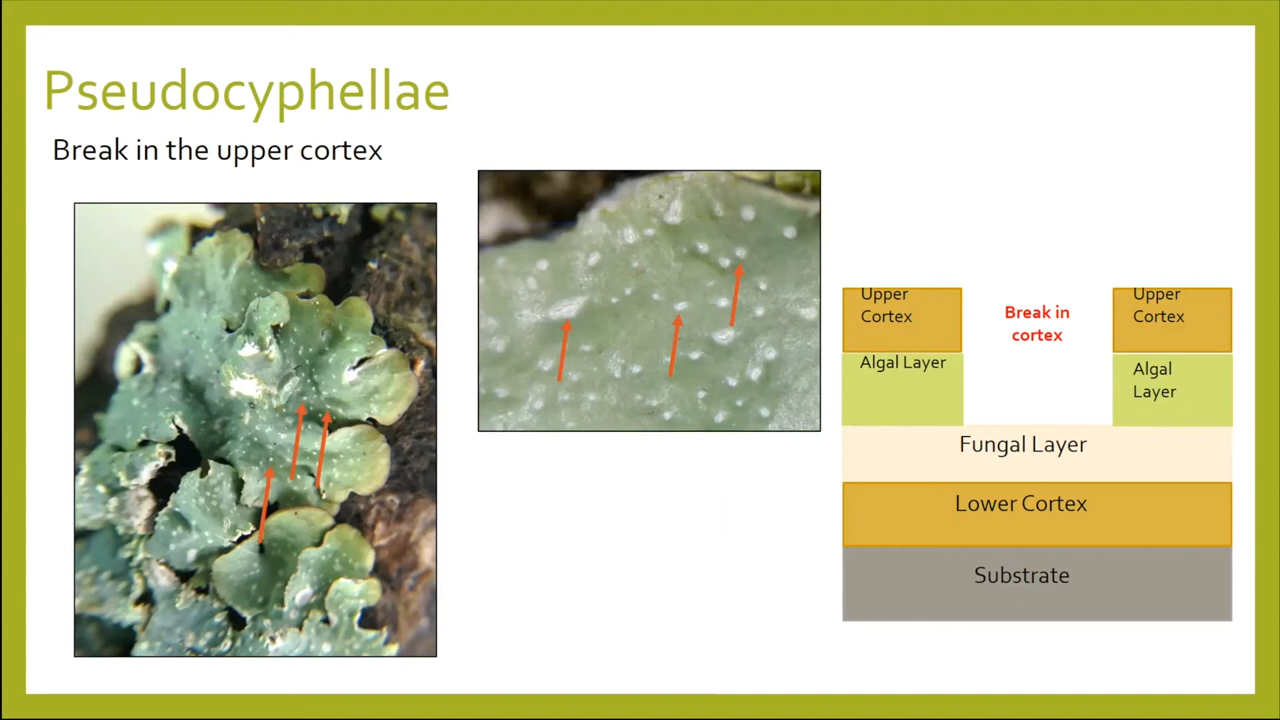 Pseudocyphellae
Break in the upper cortex
Upper
Cortex
Break in
cortex
Upper
Cortex
Algal Layer
Algal
Layer
Fungal Layer
Lower Cortex
Substrate